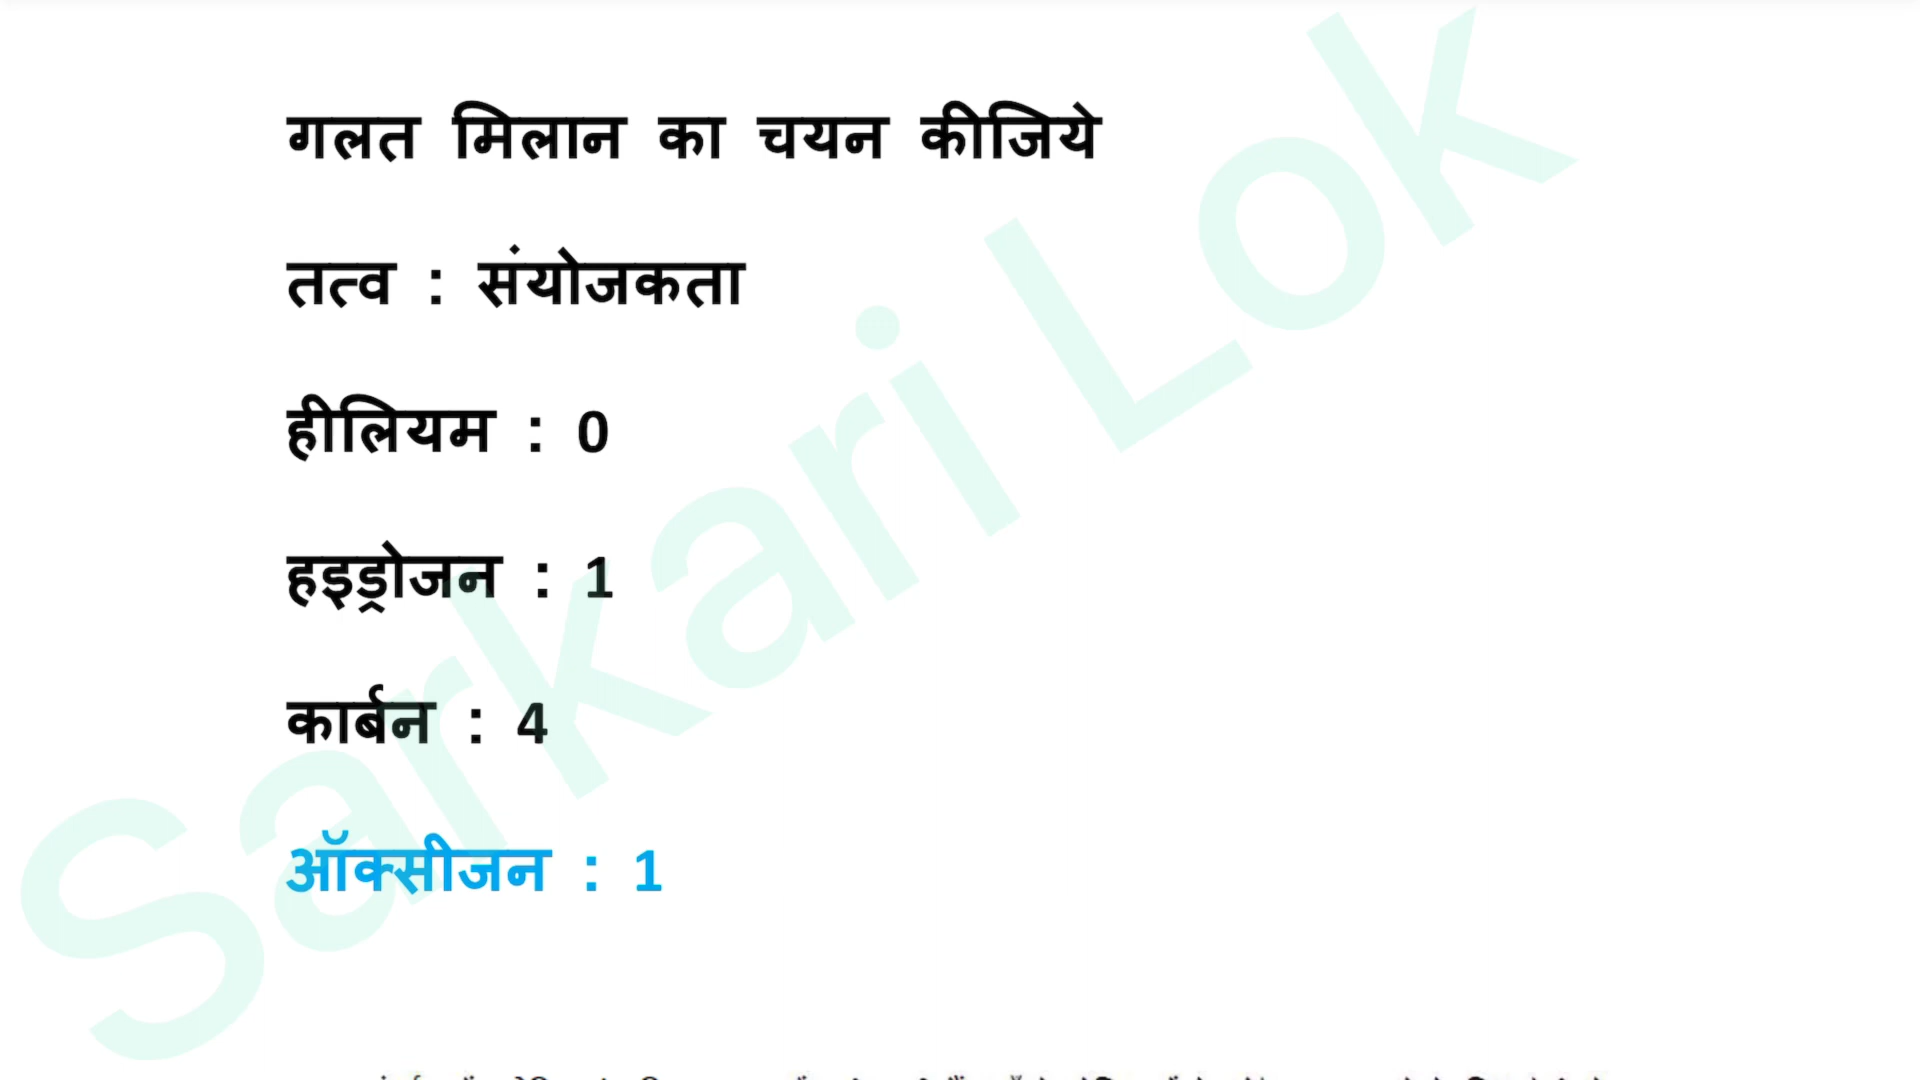 गलत मिलान का चयन कीजिये
तत्व : संयोजकता
हीलियम : 0
हइड्रोजन : 1
कार्बन : 4
ऑक्सीजन : 1
Sarkari Lok